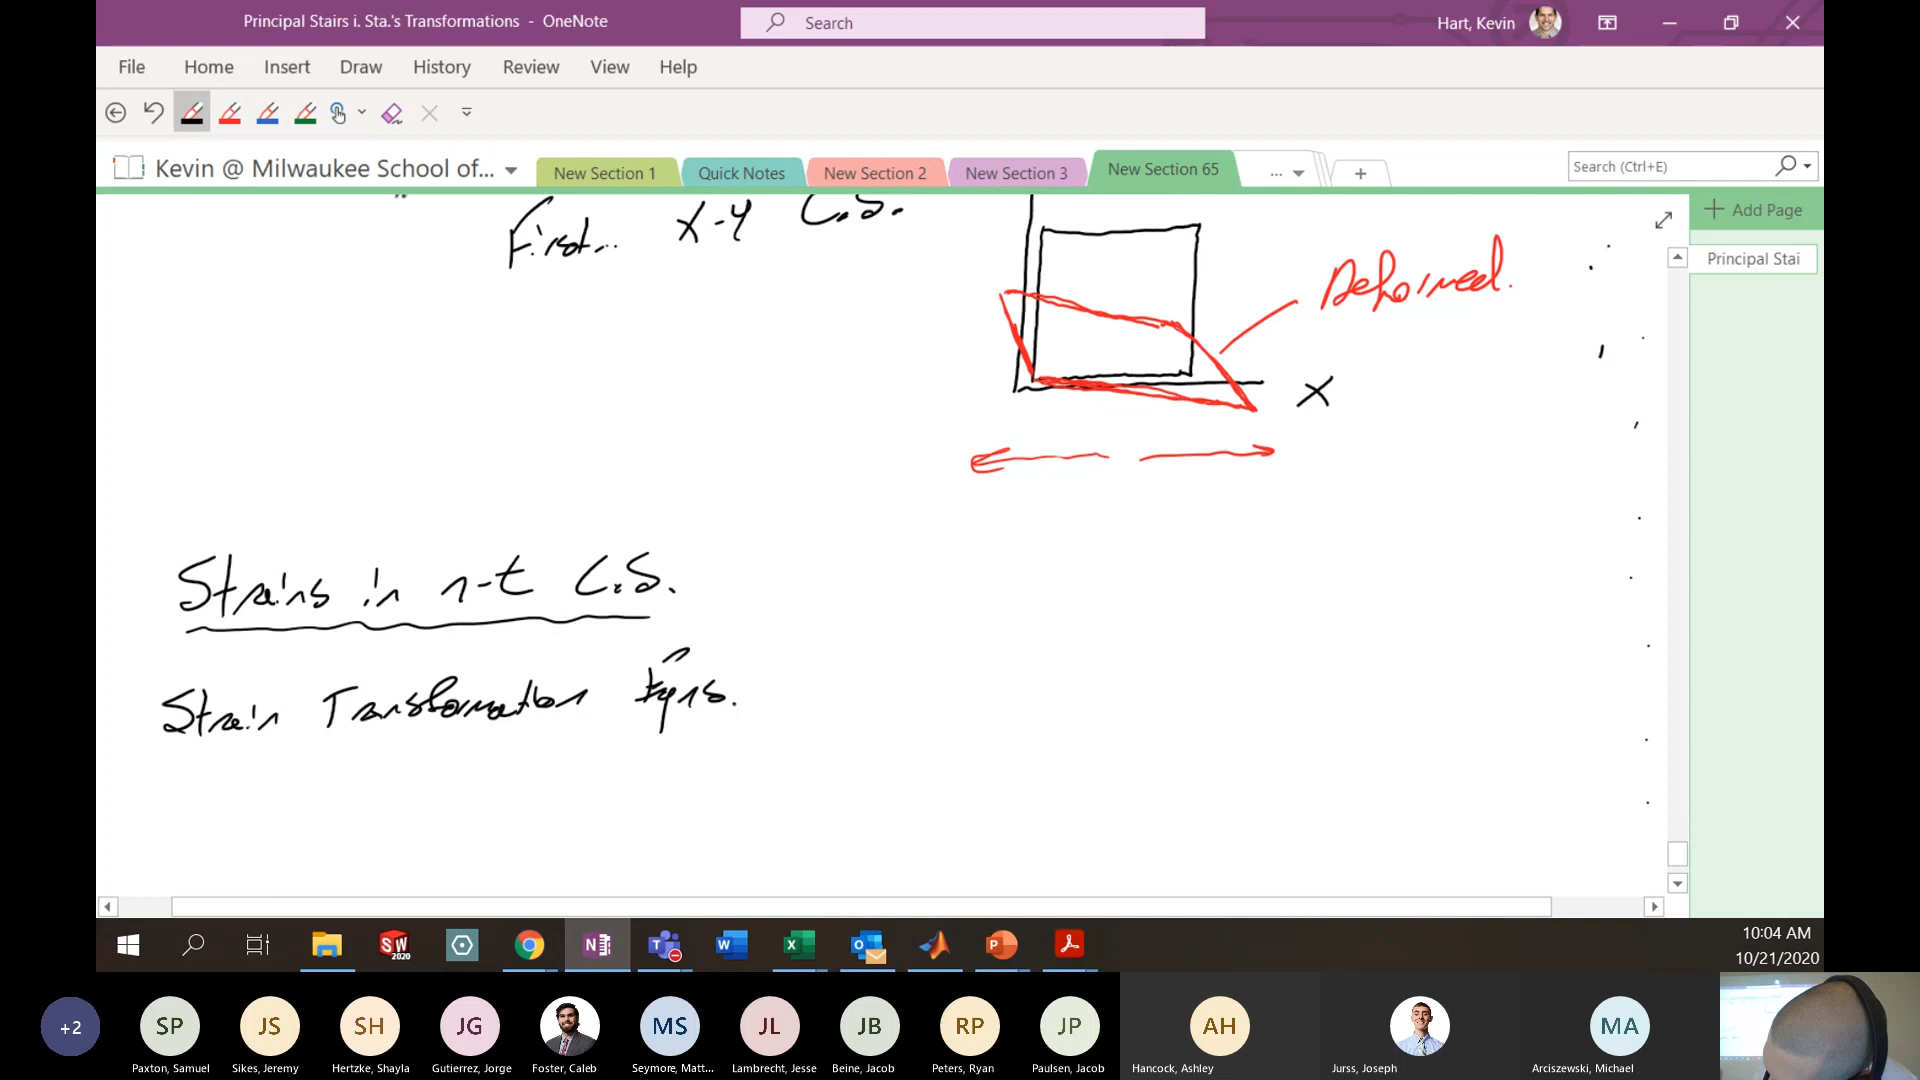 Principal Stairs i. Sta.'s Transformations - OneNote
Search
Hart, Kevin
File Home Insert Draw History Review View Help
Kevin @ Milwaukee School of...
New Section 1
Quick Notes
New Section 2
New Section 3
New Section 65
...
Search (Ctrl+E)
Add Page
Principal Stai
First... x-y C.S.
Deformed.
X
Strains in n-t C.S.
Strain Transformation Eqns.
SW
2020
10:04 AM
10/21/2020
+2
SP
JS
SH
JG
MS
JL
JB
RP
JP
AH
MA
Paxton, Samuel
Sikes, Jeremy
Hertzke, Shayla
Gutierrez, Jorge
Foster, Caleb
Seymore, Matt...
Lambrecht, Jesse
Beine, Jacob
Peters, Ryan
Paulsen, Jacob
Hancock, Ashley
Jurss, Joseph
Arciszewski, Michael